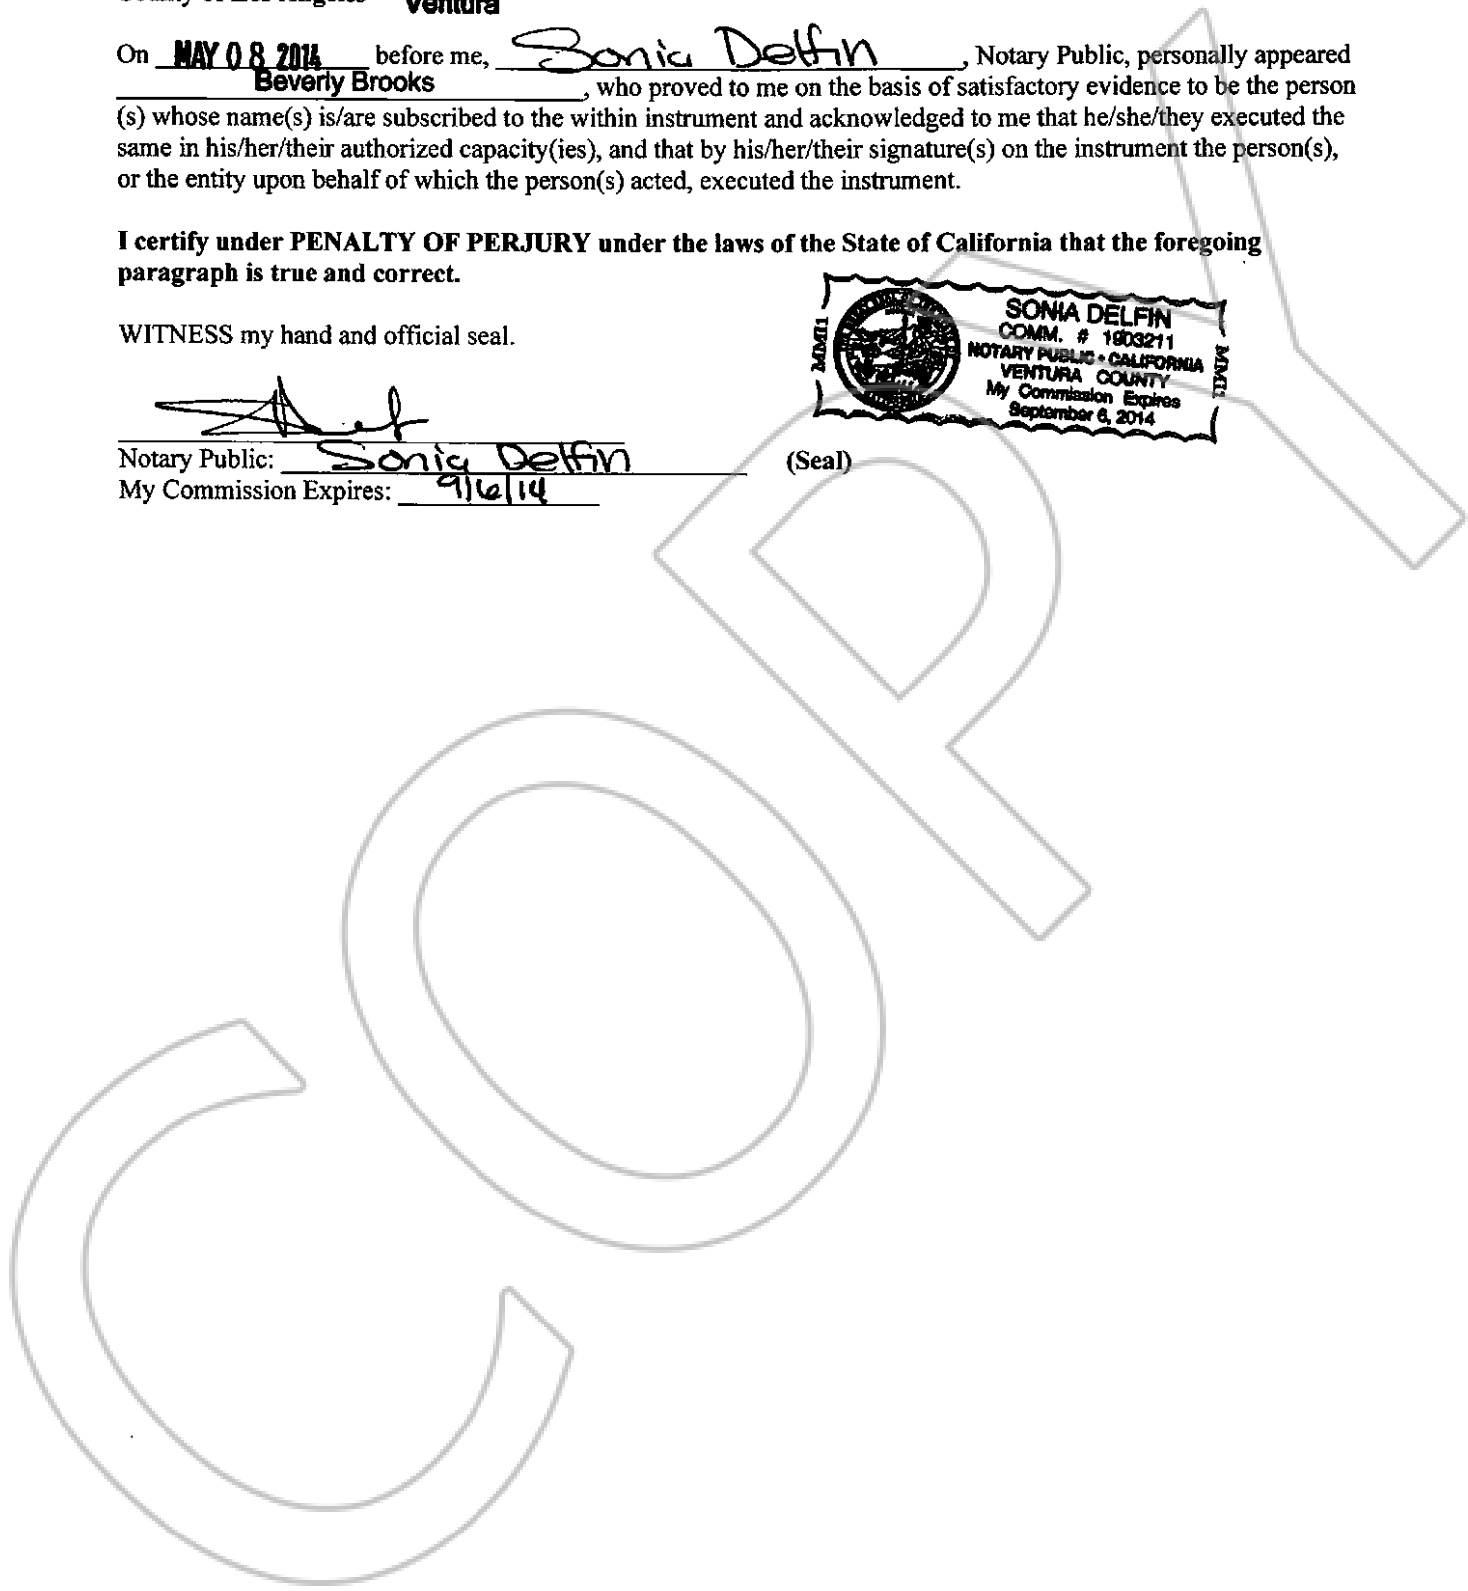 Ventura
On MAY 08 2014 before me, Sonia Delfin, Notary Public, personally appeared
Beverly Brooks, who proved to me on the basis of satisfactory evidence to be the person
(s) whose name(s) is/are subscribed to the within instrument and acknowledged to me that he/she/they executed the
same in his/her/their authorized capacity(ies), and that by his/her/their signature(s) on the instrument the person(s),
or the entity upon behalf of which the person(s) acted, executed the instrument.
I certify under PENALTY OF PERJURY under the laws of the State of California that the foregoing
paragraph is true and correct.
WITNESS my hand and official seal.
SONIA DELFIN
COMM. # 1903211
NOTARY PUBLIC • CALIFORNIA
VENTURA COUNTY
My Commission Expires
September 6, 2014
MMI1
MMI1
Notary Public: Sonia Delfin
(Seal)
My Commission Expires: 9/6/14
COPY